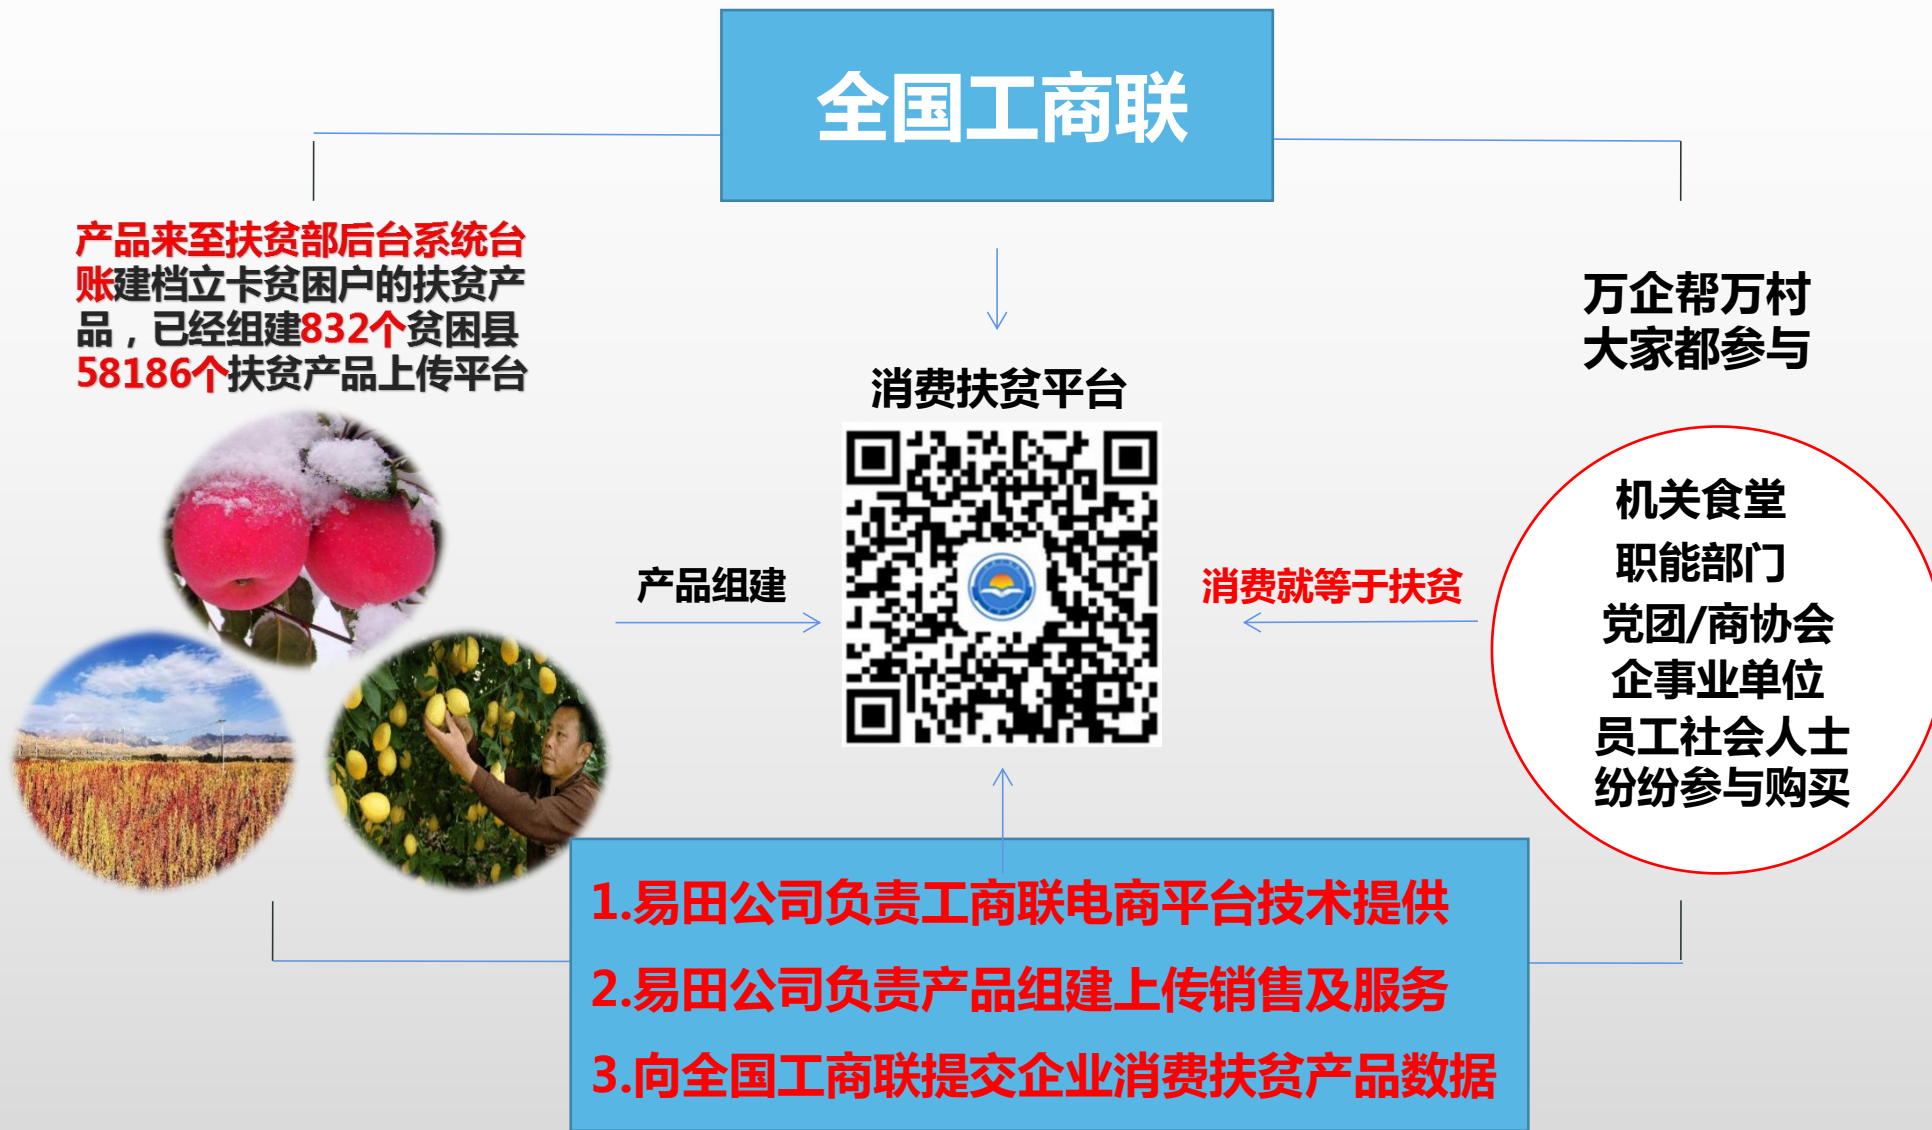 全国工商联
产品来至扶贫部后台系统台
账建档立卡贫困户的扶贫产
品，已经组建832个贫困县
58186个扶贫产品上传平台
万企帮万村
大家都参与
消费扶贫平台
产品组建
消费就等于扶贫
机关食堂
职能部门
党团/商协会
企事业单位
员工社会人士
纷纷参与购买
1.易田公司负责工商联电商平台技术提供
2.易田公司负责产品组建上传销售及服务
3.向全国工商联提交企业消费扶贫产品数据